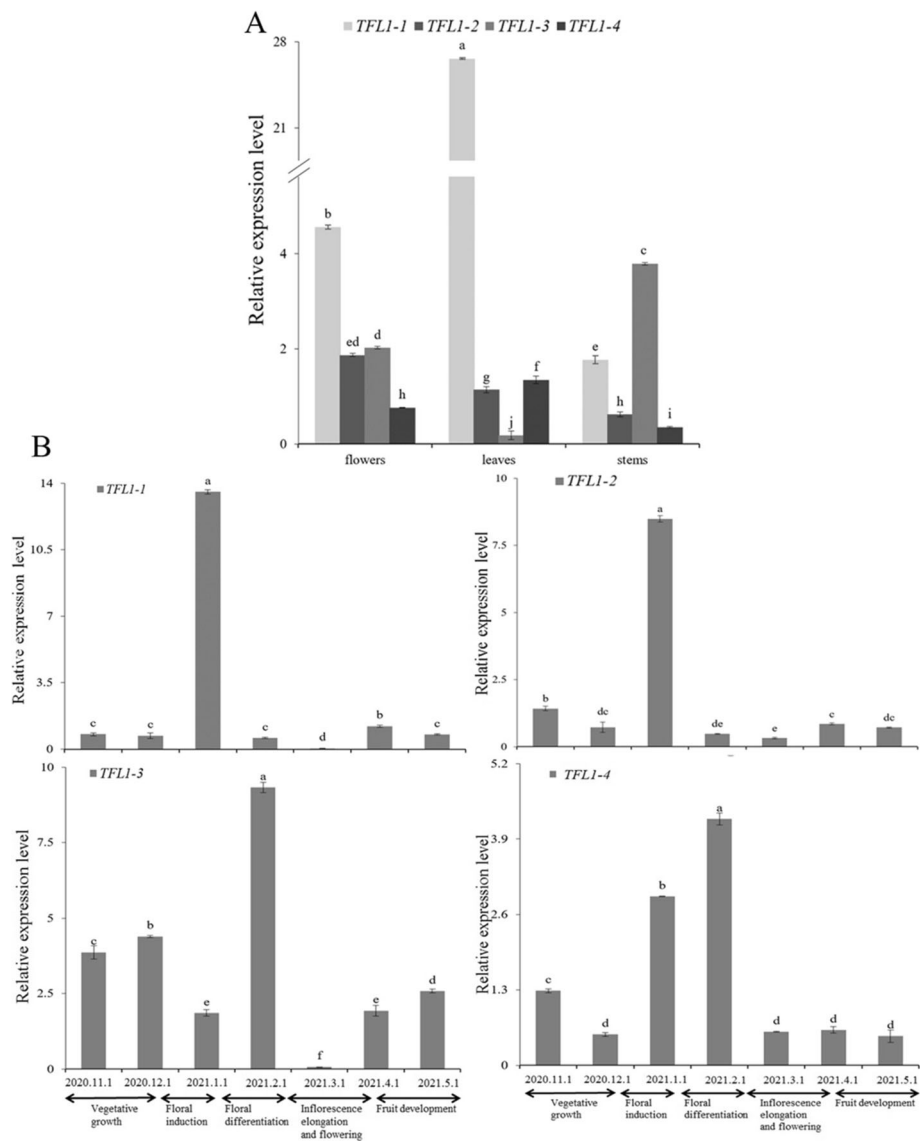 A
TFL1-1 TFL1-2 TFL1-3 TFL1-4
28
21
4
2
0
Relative expression level
Relative expression level
a
b
ed
d
h
g
j
f
e
h
c
i
flowers leaves stems
B
TFL1-1
14
10.5
7
3.5
0
Relative expression level
c c a c d b c
TFL1-2
10
7.5
5
2.5
0
Relative expression level
b dc a de e c dc
TFL1-3
10
7.5
5
2.5
0
Relative expression level
c b e a f e d
2020.11.1 2020.12.1 2021.1.1 2021.2.1 2021.3.1 2021.4.1 2021.5.1
Vegetative growth
Floral induction
Floral differentiation
Inflorescence elongation and flowering
Fruit development
TFL1-4
5.2
3.9
2.6
1.3
0
Relative expression level
c d b a d d d
2020.11.1 2020.12.1 2021.1.1 2021.2.1 2021.3.1 2021.4.1 2021.5.1
Vegetative growth
Floral induction
Floral differentiation
Inflorescence elongation and flowering
Fruit development